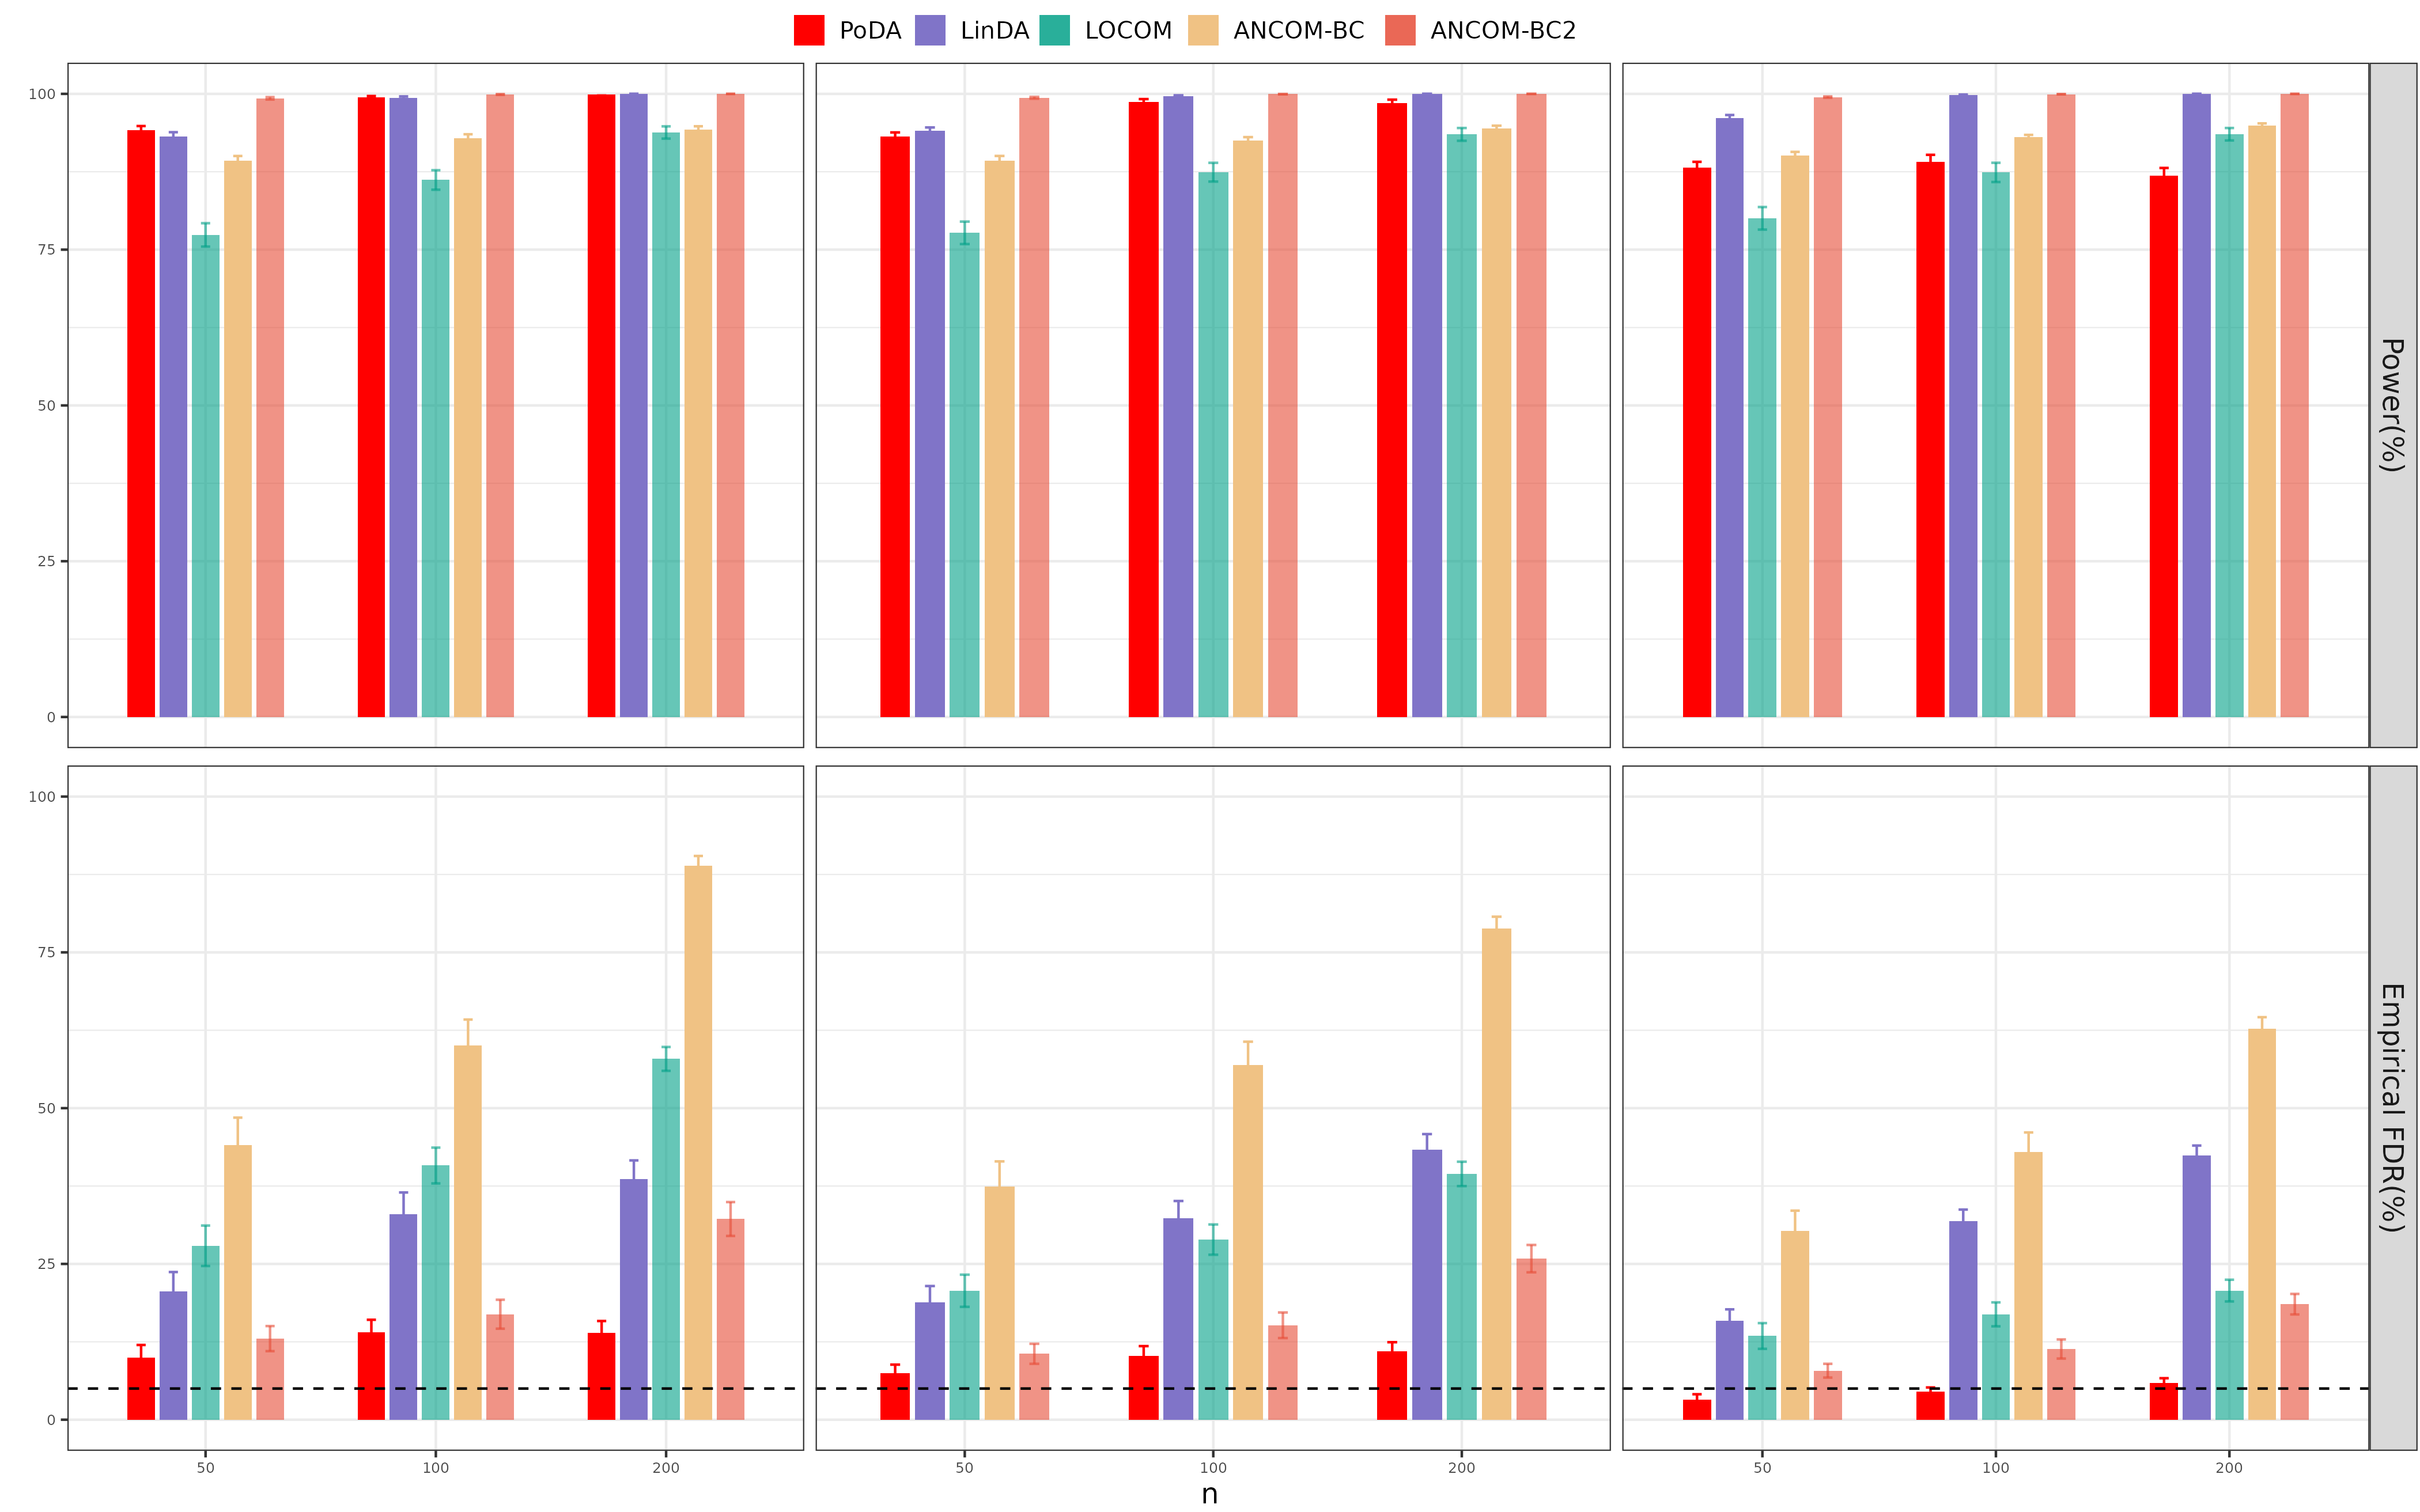 PoDA LinDA LOCOM ANCOM-BC ANCOM-BC2
100
75
50
25
0
Power(%)
100
75
50
25
0
Empirical FDR(%)
50 100 200 50 100 200 50 100 200
n